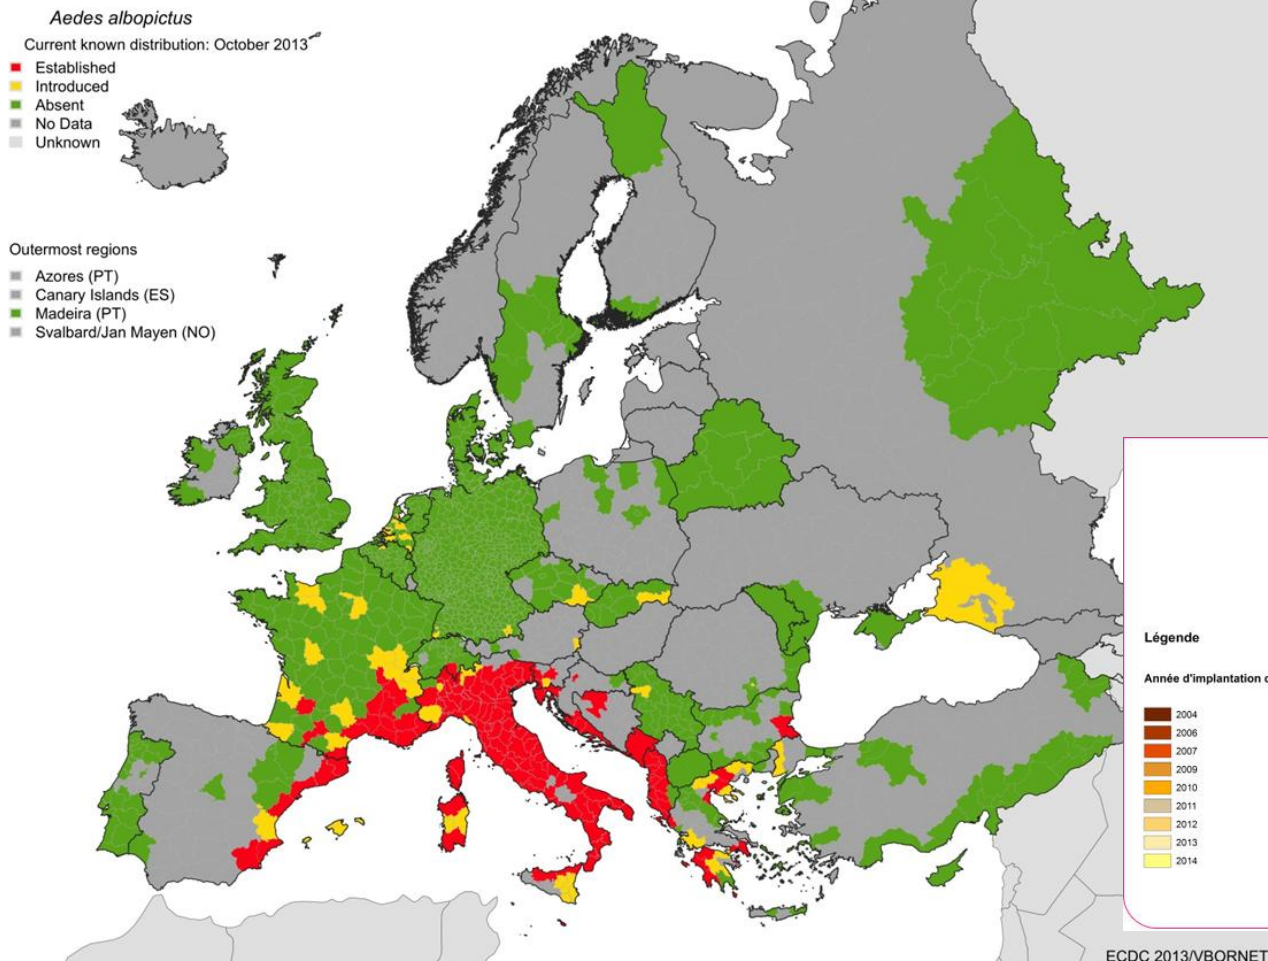 Aedes albopictus
Current known distribution: October 2013
Established
Introduced
Absent
No Data
Unknown
Outermost regions
Azores (PT)
Canary Islands (ES)
Madeira (PT)
Svalbard/Jan Mayen (NO)
Légende
Année d'implantation
2004
2006
2007
2009
2010
2011
2012
2013
2014
ECDC 2013/VBORNET